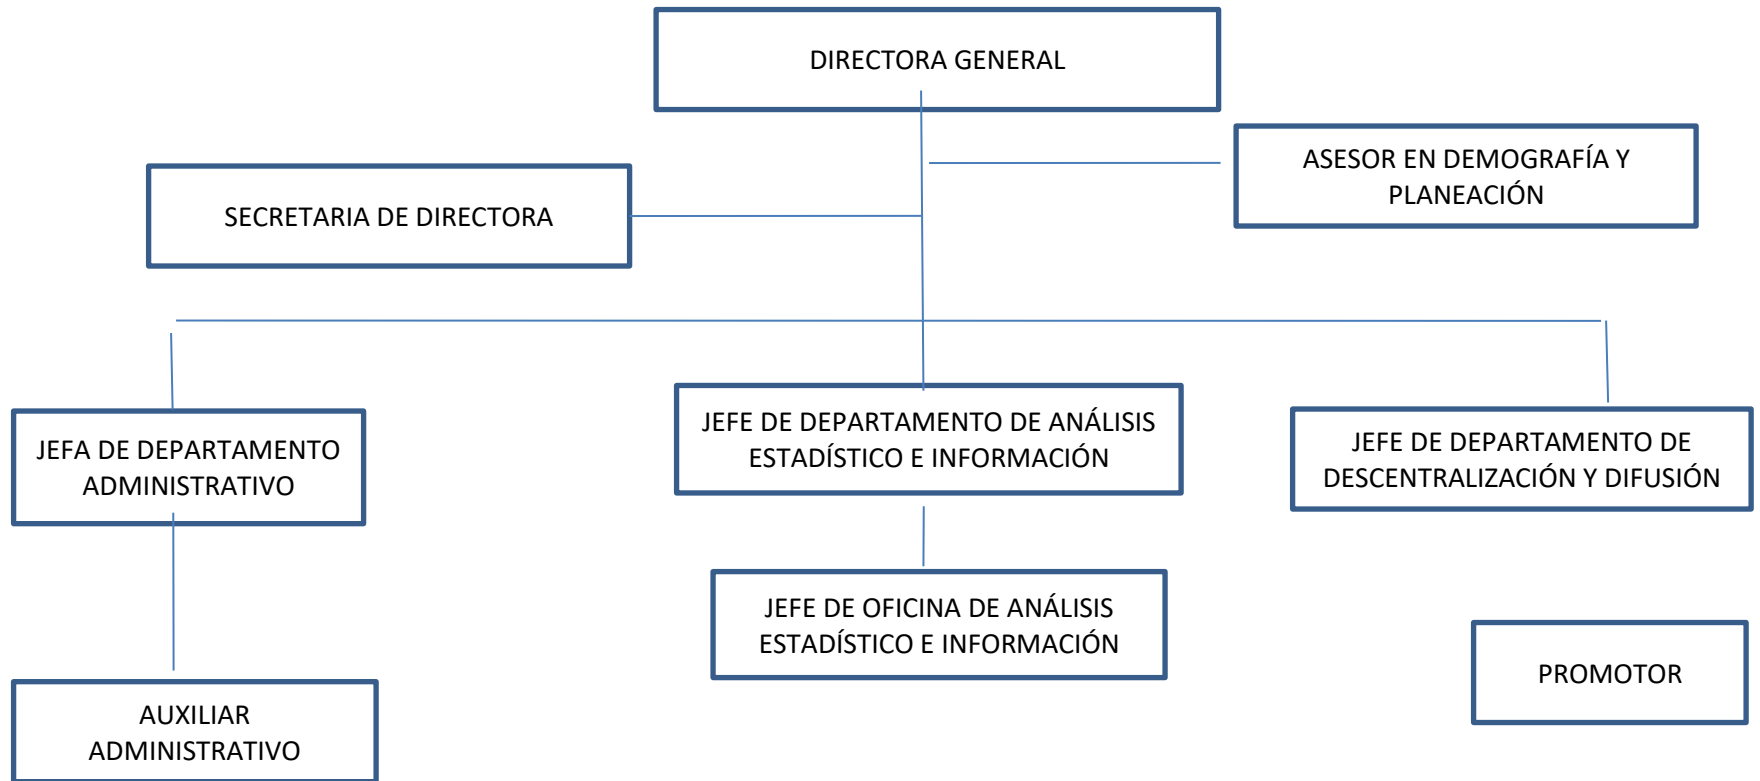 DIRECTORA GENERAL
ASESOR EN DEMOGRAFÍA Y
PLANEACIÓN
SECRETARIA DE DIRECTORA
JEFA DE DEPARTAMENTO
ADMINISTRATIVO
JEFE DE DEPARTAMENTO DE ANÁLISIS
ESTADÍSTICO E INFORMACIÓN
JEFE DE DEPARTAMENTO DE
DESCENTRALIZACIÓN Y DIFUSIÓN
JEFE DE OFICINA DE ANÁLISIS
ESTADÍSTICO E INFORMACIÓN
PROMOTOR
AUXILIAR
ADMINISTRATIVO